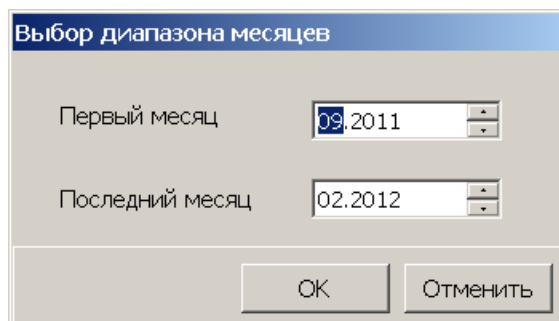 Выбор диапазона месяцев
Первый месяц 09.2011
Последний месяц 02.2012
OK Отменить